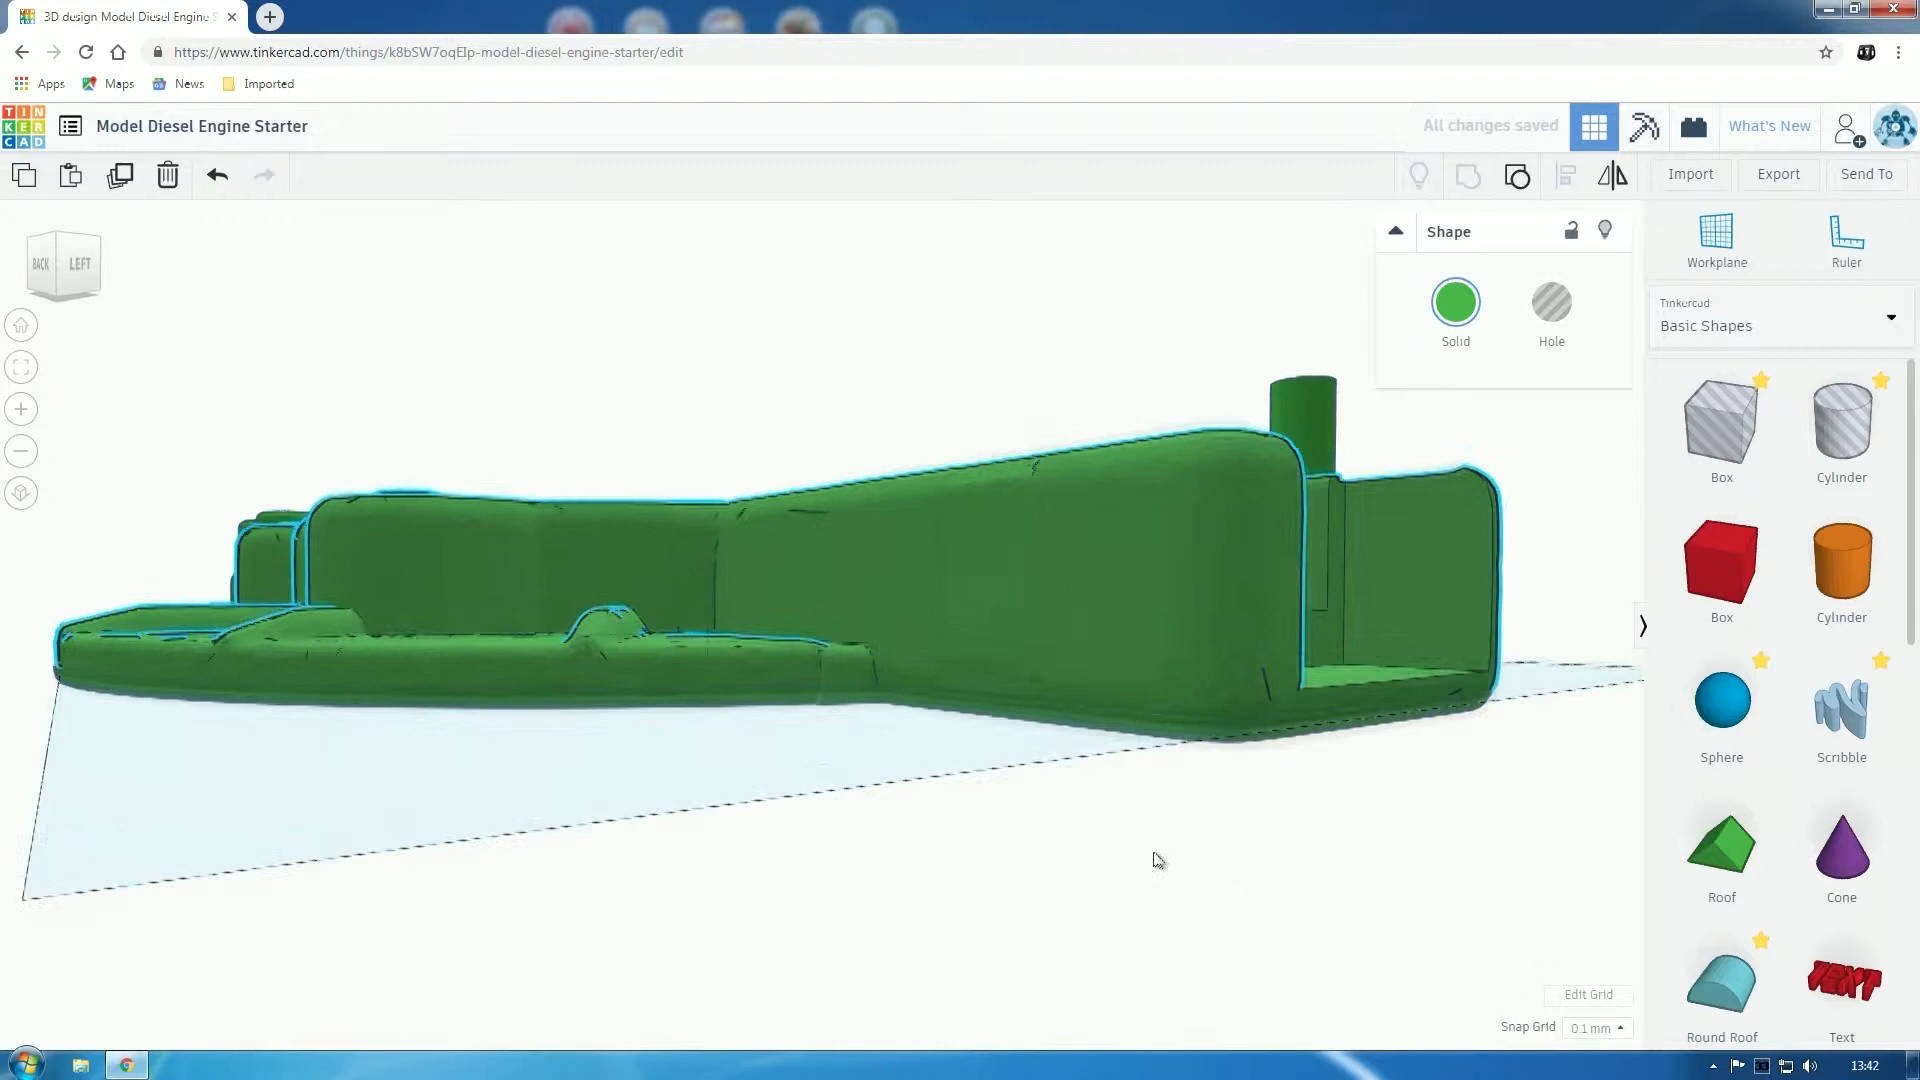 3D design Model Diesel Engine S
https://www.tinkercad.com/things/k8bSW7oqEIp-model-diesel-engine-starter/edit
Apps
Maps
News
Imported
TIN
KER
CAD
Model Diesel Engine Starter
All changes saved
What's New
Import
Export
Send To
BACK
LEFT
Shape
Solid
Hole
Workplane
Ruler
Tinkercad
Basic Shapes
Box
Cylinder
Box
Cylinder
Sphere
Scribble
Roof
Cone
TEXT
Round Roof
Text
Edit Grid
Snap Grid
0.1 mm
13:42